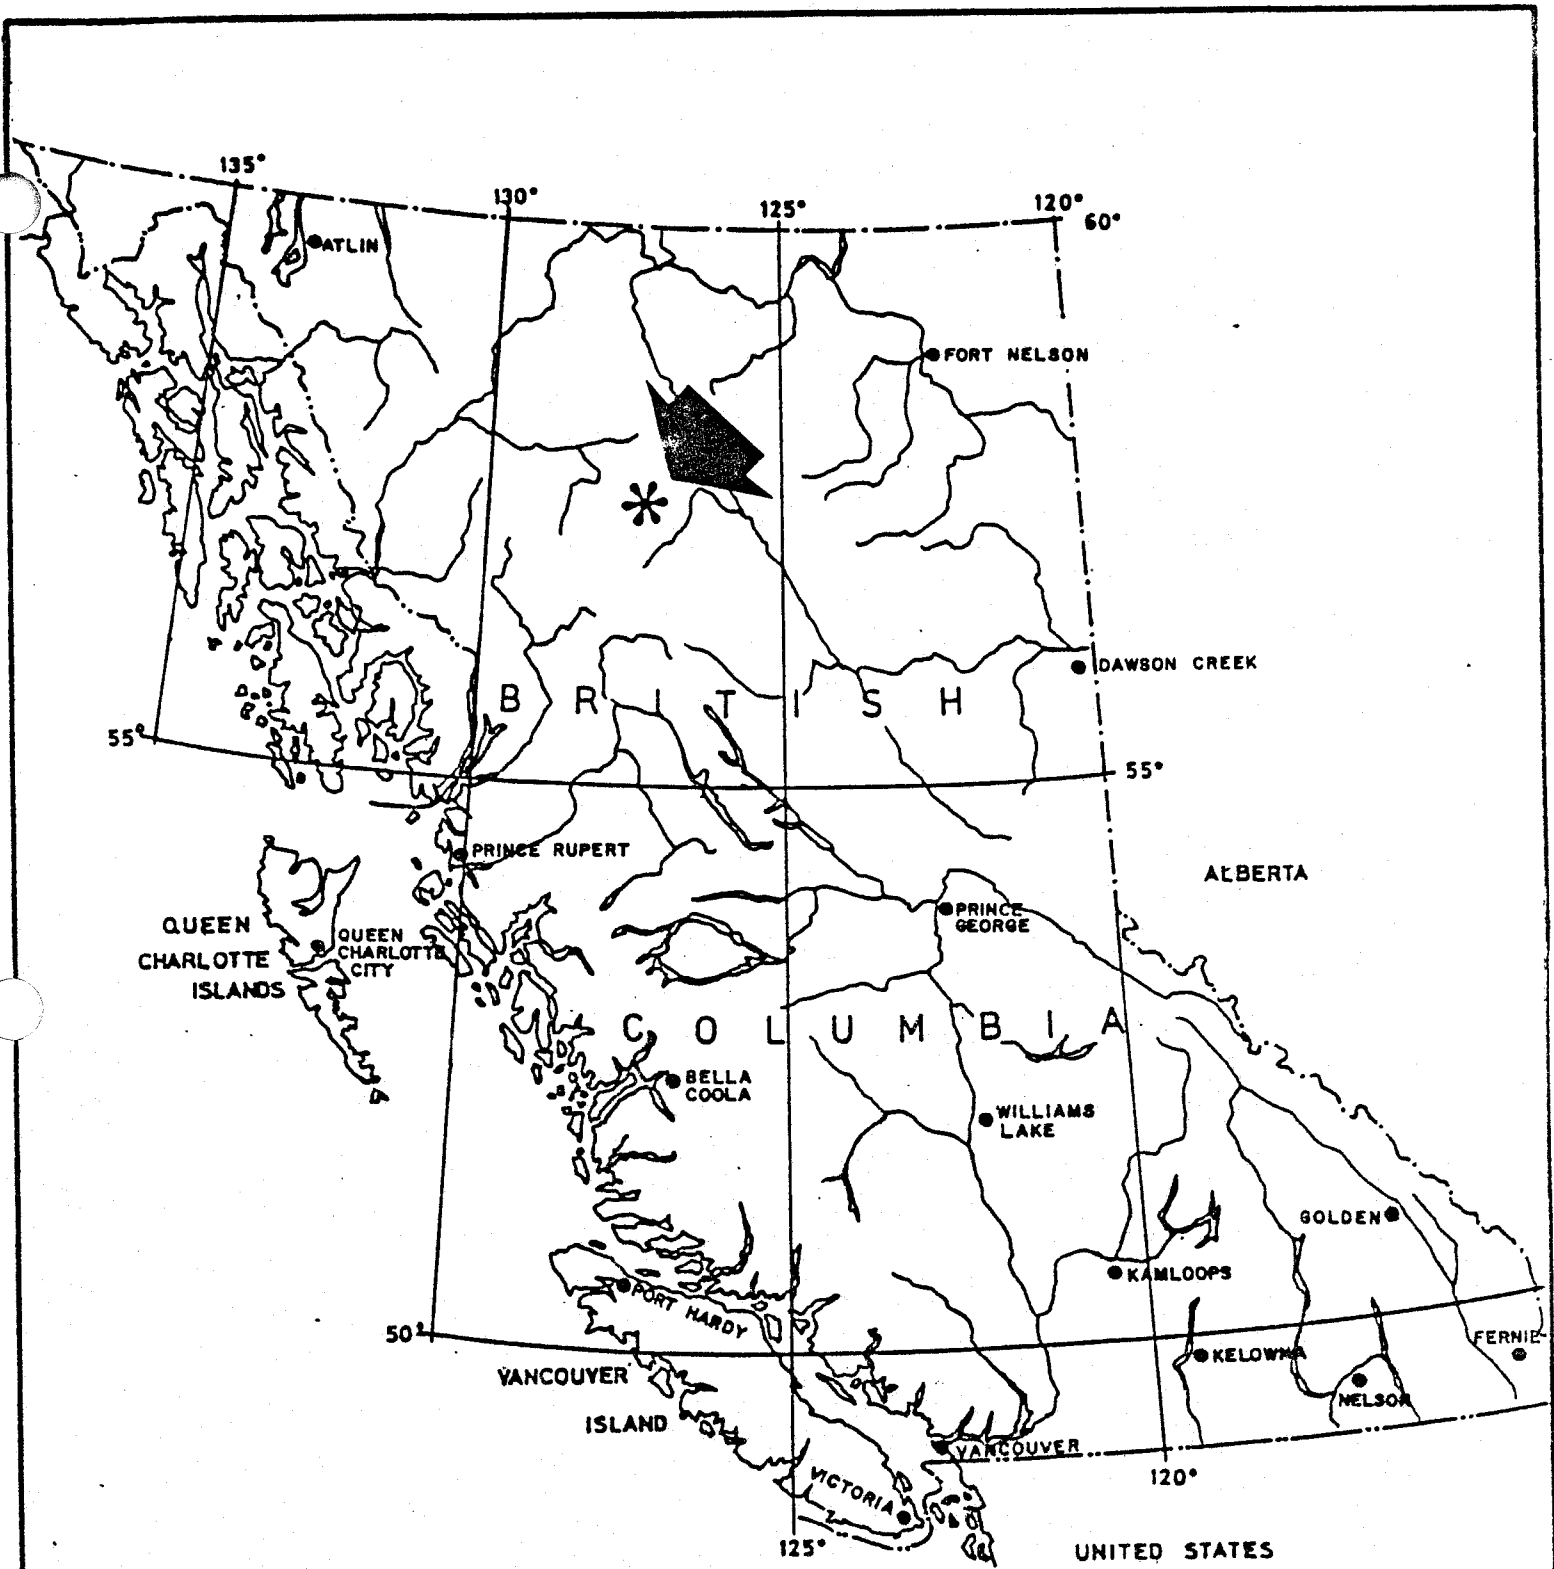 135°
130°
125°
120°
60°
ATLIN
FORT NELSON
DAWSON CREEK
BRITISH
55°
55°
PRINCE RUPERT
ALBERTA
PRINCE
GEORGE
QUEEN
CHARLOTTE
ISLANDS
QUEEN
CHARLOTTE
CITY
COLUMBIA
BELLA
COOLA
WILLIAMS
LAKE
GOLDEN
KAMLOOPS
PORT HARDY
50°
FERNIE
KELOWNA
VANCOUVER
ISLAND
NELSON
VANCOUVER
120°
VICTORIA
125°
UNITED STATES